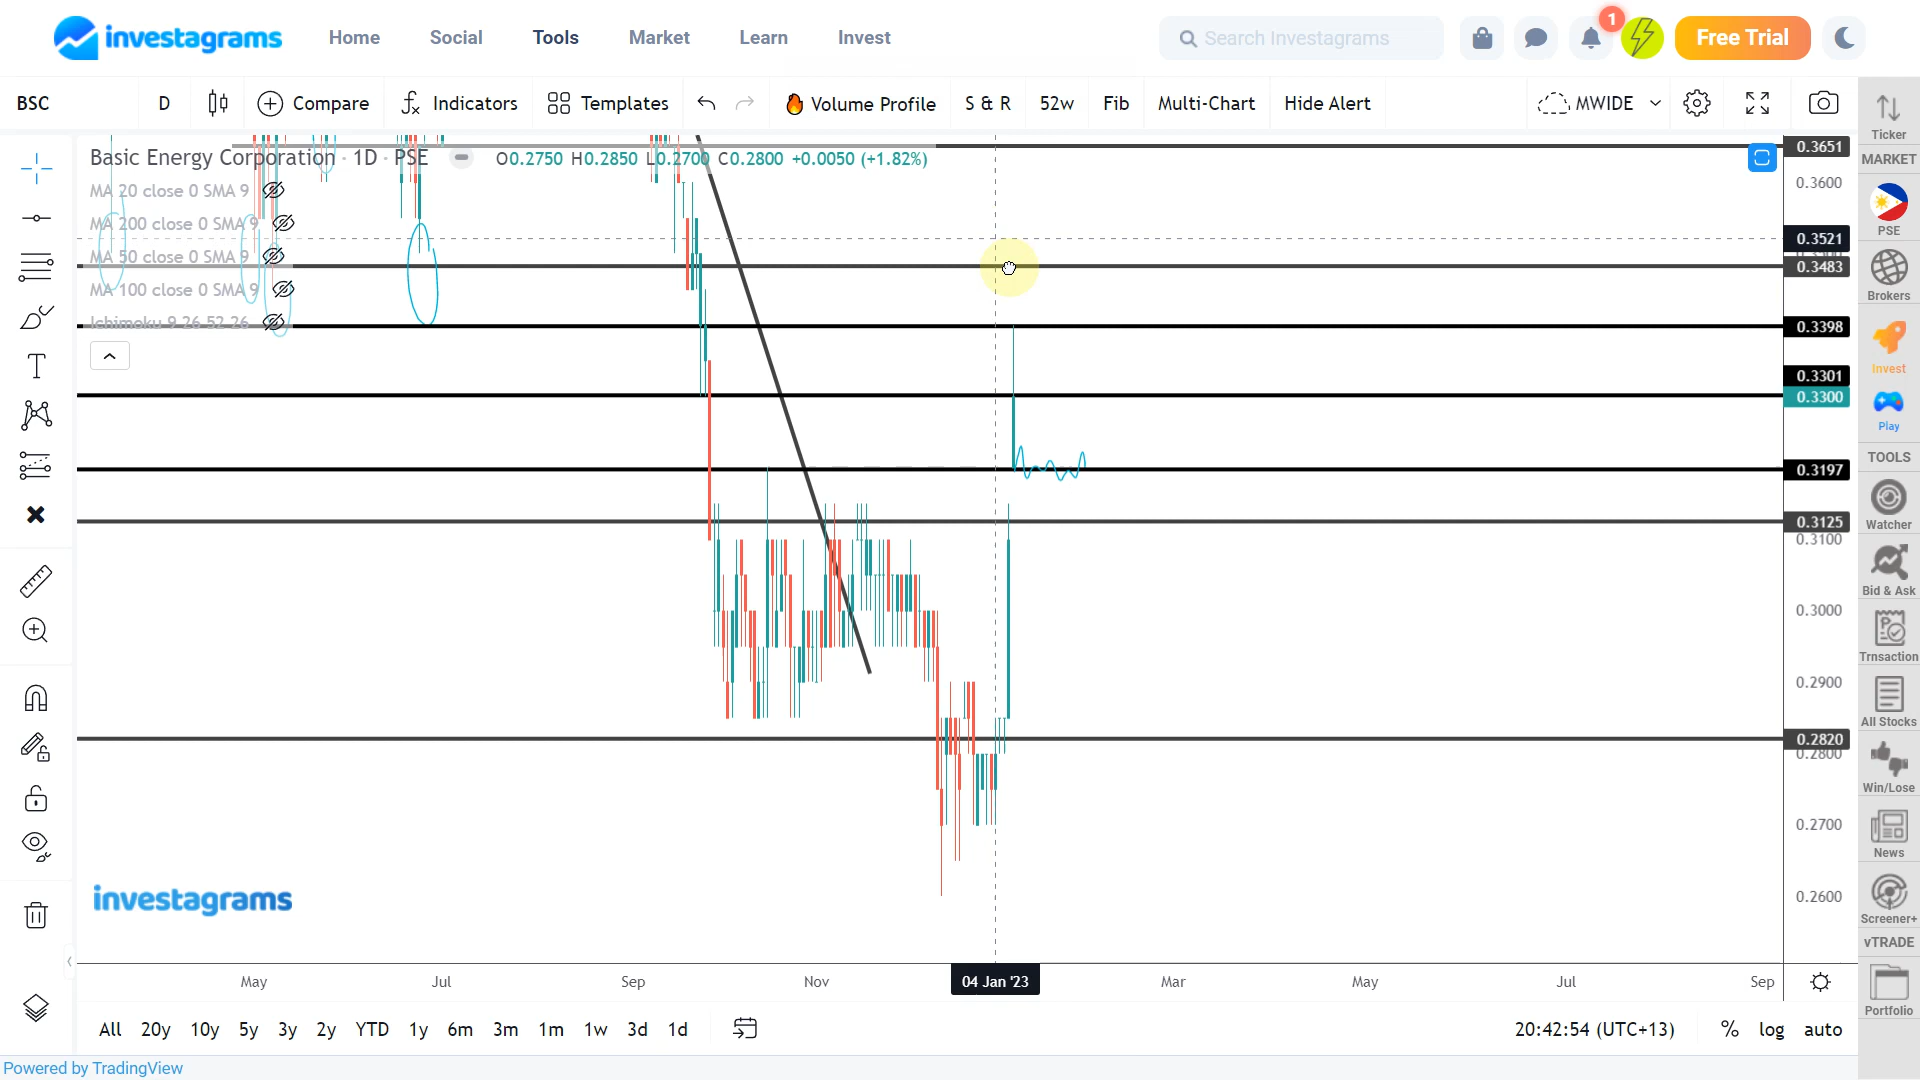 investagrams Home Social Tools Market Learn Invest Search Investagrams 1 Free Trial
BSC D Compare Indicators Templates Volume Profile S & R 52w Fib Multi-Chart Hide Alert MWIDE
Basic Energy Corporation · 1D · PSE O0.2750 H0.2850 L0.2700 C0.2800 +0.0050 (+1.82%)
MA 20 close 0 SMA 9
MA 200 close 0 SMA 9
MA 50 close 0 SMA 9
MA 100 close 0 SMA 9
Ichimoku 9 26 52 26
0.3651
0.3600
0.3521
0.3483
0.3398
0.3301
0.3300
0.3197
0.3125
0.3100
0.3000
0.2900
0.2820
0.2800
0.2700
0.2600
investagrams
May Jul Sep Nov 04 Jan '23 Mar May Jul Sep
All 20y 10y 5y 3y 2y YTD 1y 6m 3m 1m 1w 3d 1d 20:42:54 (UTC+13) % log auto
Powered by TradingView
Ticker
MARKET
PSE
Brokers
Invest
Play
TOOLS
Watcher
Bid & Ask
Trnsaction
All Stocks
Win/Lose
News
Screener+
vTRADE
Portfolio